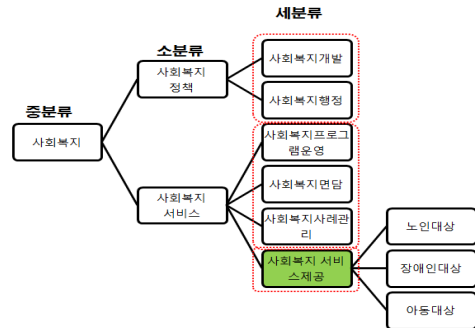 세분류
소분류
중분류
사회복지
사회복지
정책
사회복지개발
사회복지행정
사회복지
서비스
사회복지프로그
램운영
사회복지면담
사회복지사례관
리
사회복지 서비
스제공
노인대상
장애인대상
아동대상